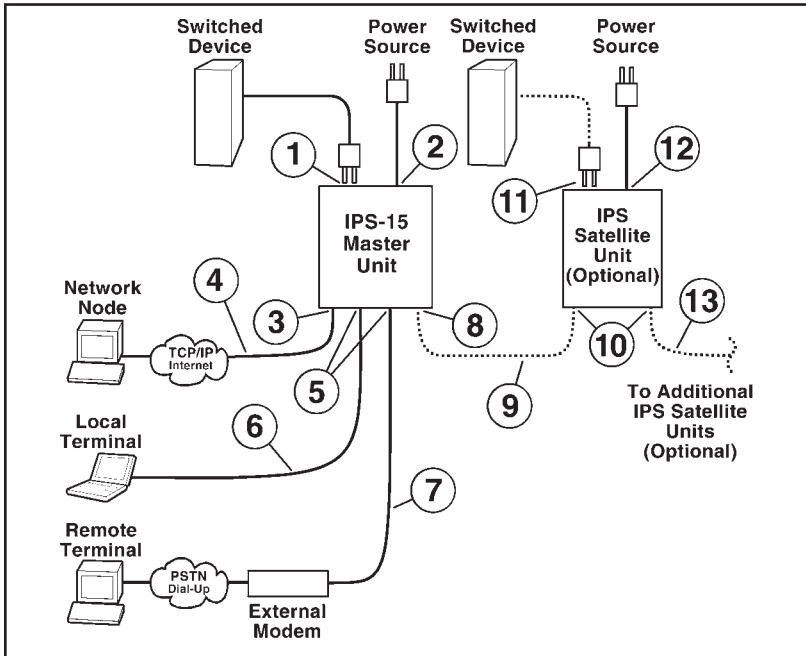 Switched
Device
Power
Source
Switched
Device
Power
Source
1
2
11
12
IPS-15
Master
Unit
IPS
Satellite
Unit
(Optional)
Network
Node
4
3
8
13
TCP/IP
Internet
5
10
9
To Additional
IPS Satellite
Units
(Optional)
Local
Terminal
6
7
Remote
Terminal
PSTN
Dial-Up
External
Modem